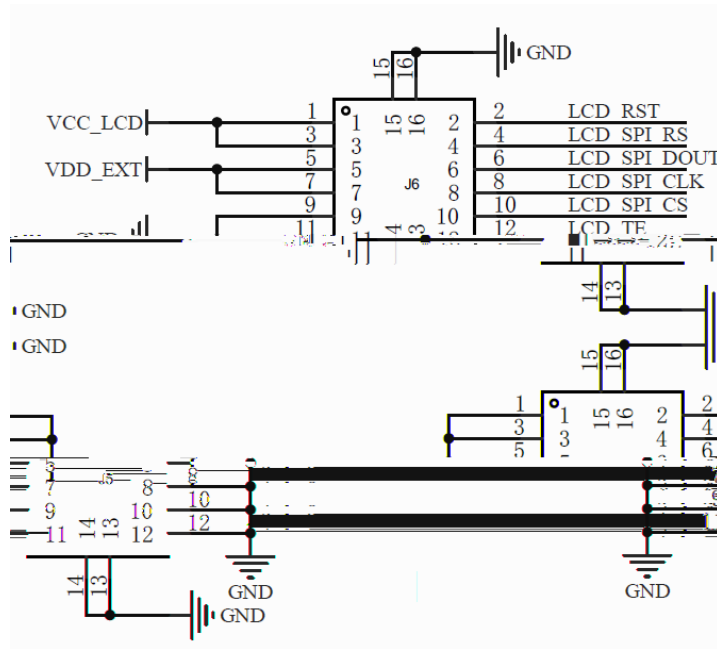 15 16 GND
VCC_LCD 1 1 15 16 2 2 LCD_RST
3 3 4 4 LCD_SPI_RS
VDD_EXT 5 5 6 6 LCD_SPI_DOUT
7 7 J6 8 8 LCD_SPI_CLK
9 9 10 10 LCD_SPI_CS
11 12 LCD_TE
14 13
GND
GND
15 16
1 1 15 16 2 2
3 3 4 4
5 6
7 J5 8
9 10 10
11 14 13 12 12
GND GND
14 13
GND